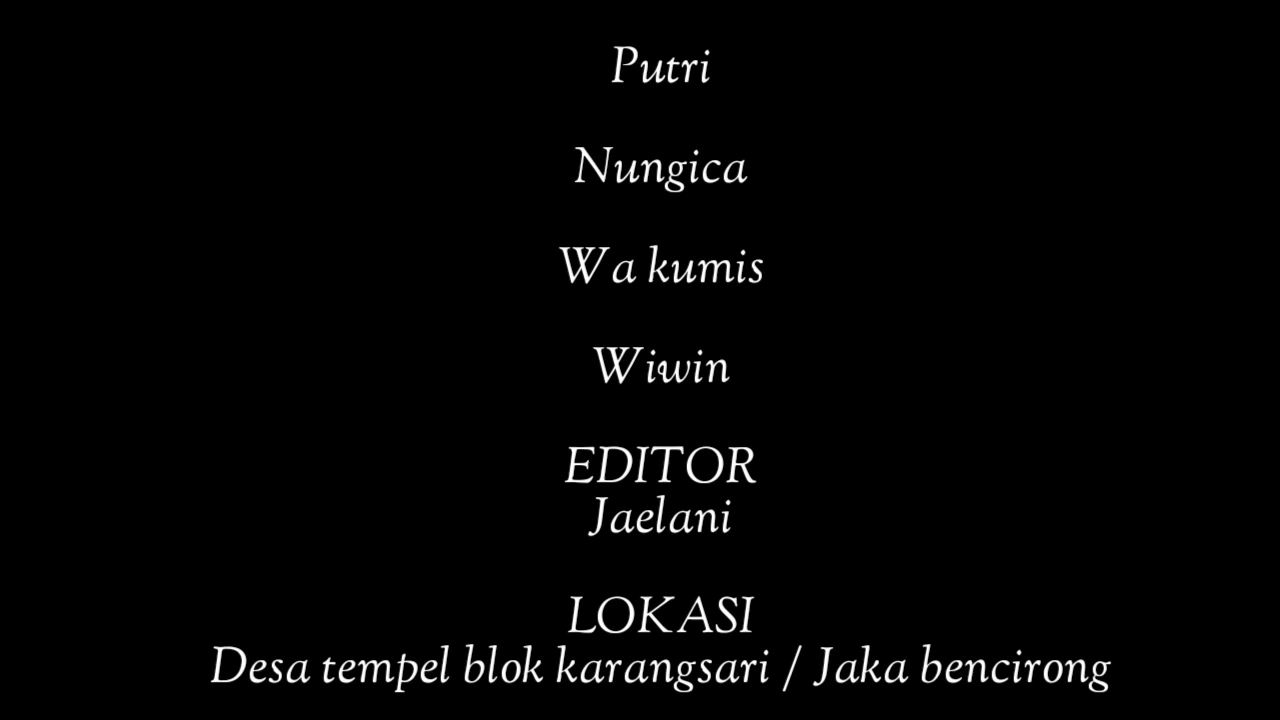 Putri
Nungica
Wa kumis
Wiwin
EDITOR
Jaelani
LOKASI
Desa tempel blok karangsari / Jaka bencirong